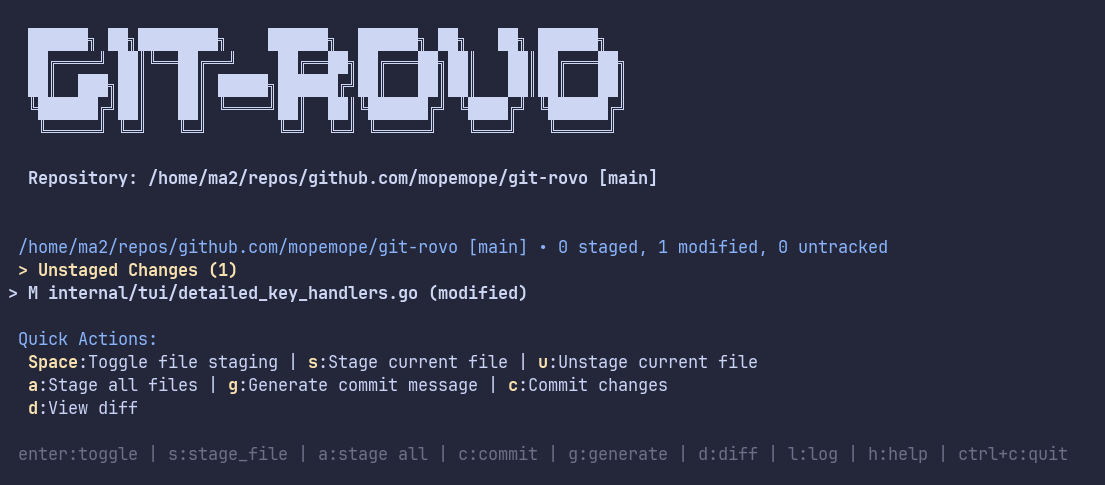 GIT-ROVO
Repository: /home/ma2/repos/github.com/mopemope/git-rovo [main]
/home/ma2/repos/github.com/mopemope/git-rovo [main] • 0 staged, 1 modified, 0 untracked
> Unstaged Changes (1)
> M internal/tui/detailed_key_handlers.go (modified)
Quick Actions:
Space:Toggle file staging | s:Stage current file | u:Unstage current file
a:Stage all files | g:Generate commit message | c:Commit changes
d:View diff
enter:toggle | s:stage_file | a:stage all | c:commit | g:generate | d:diff | l:log | h:help | ctrl+c:quit